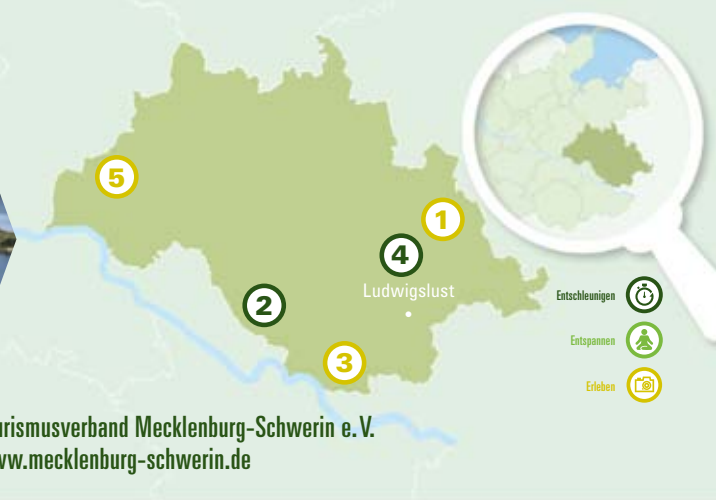 5
1
4
Ludwigslust
2
3
Entschleunigen
Entspannen
Erleben
urismusverband Mecklenburg-Schwerin e. V.
ww.mecklenburg-schwerin.de